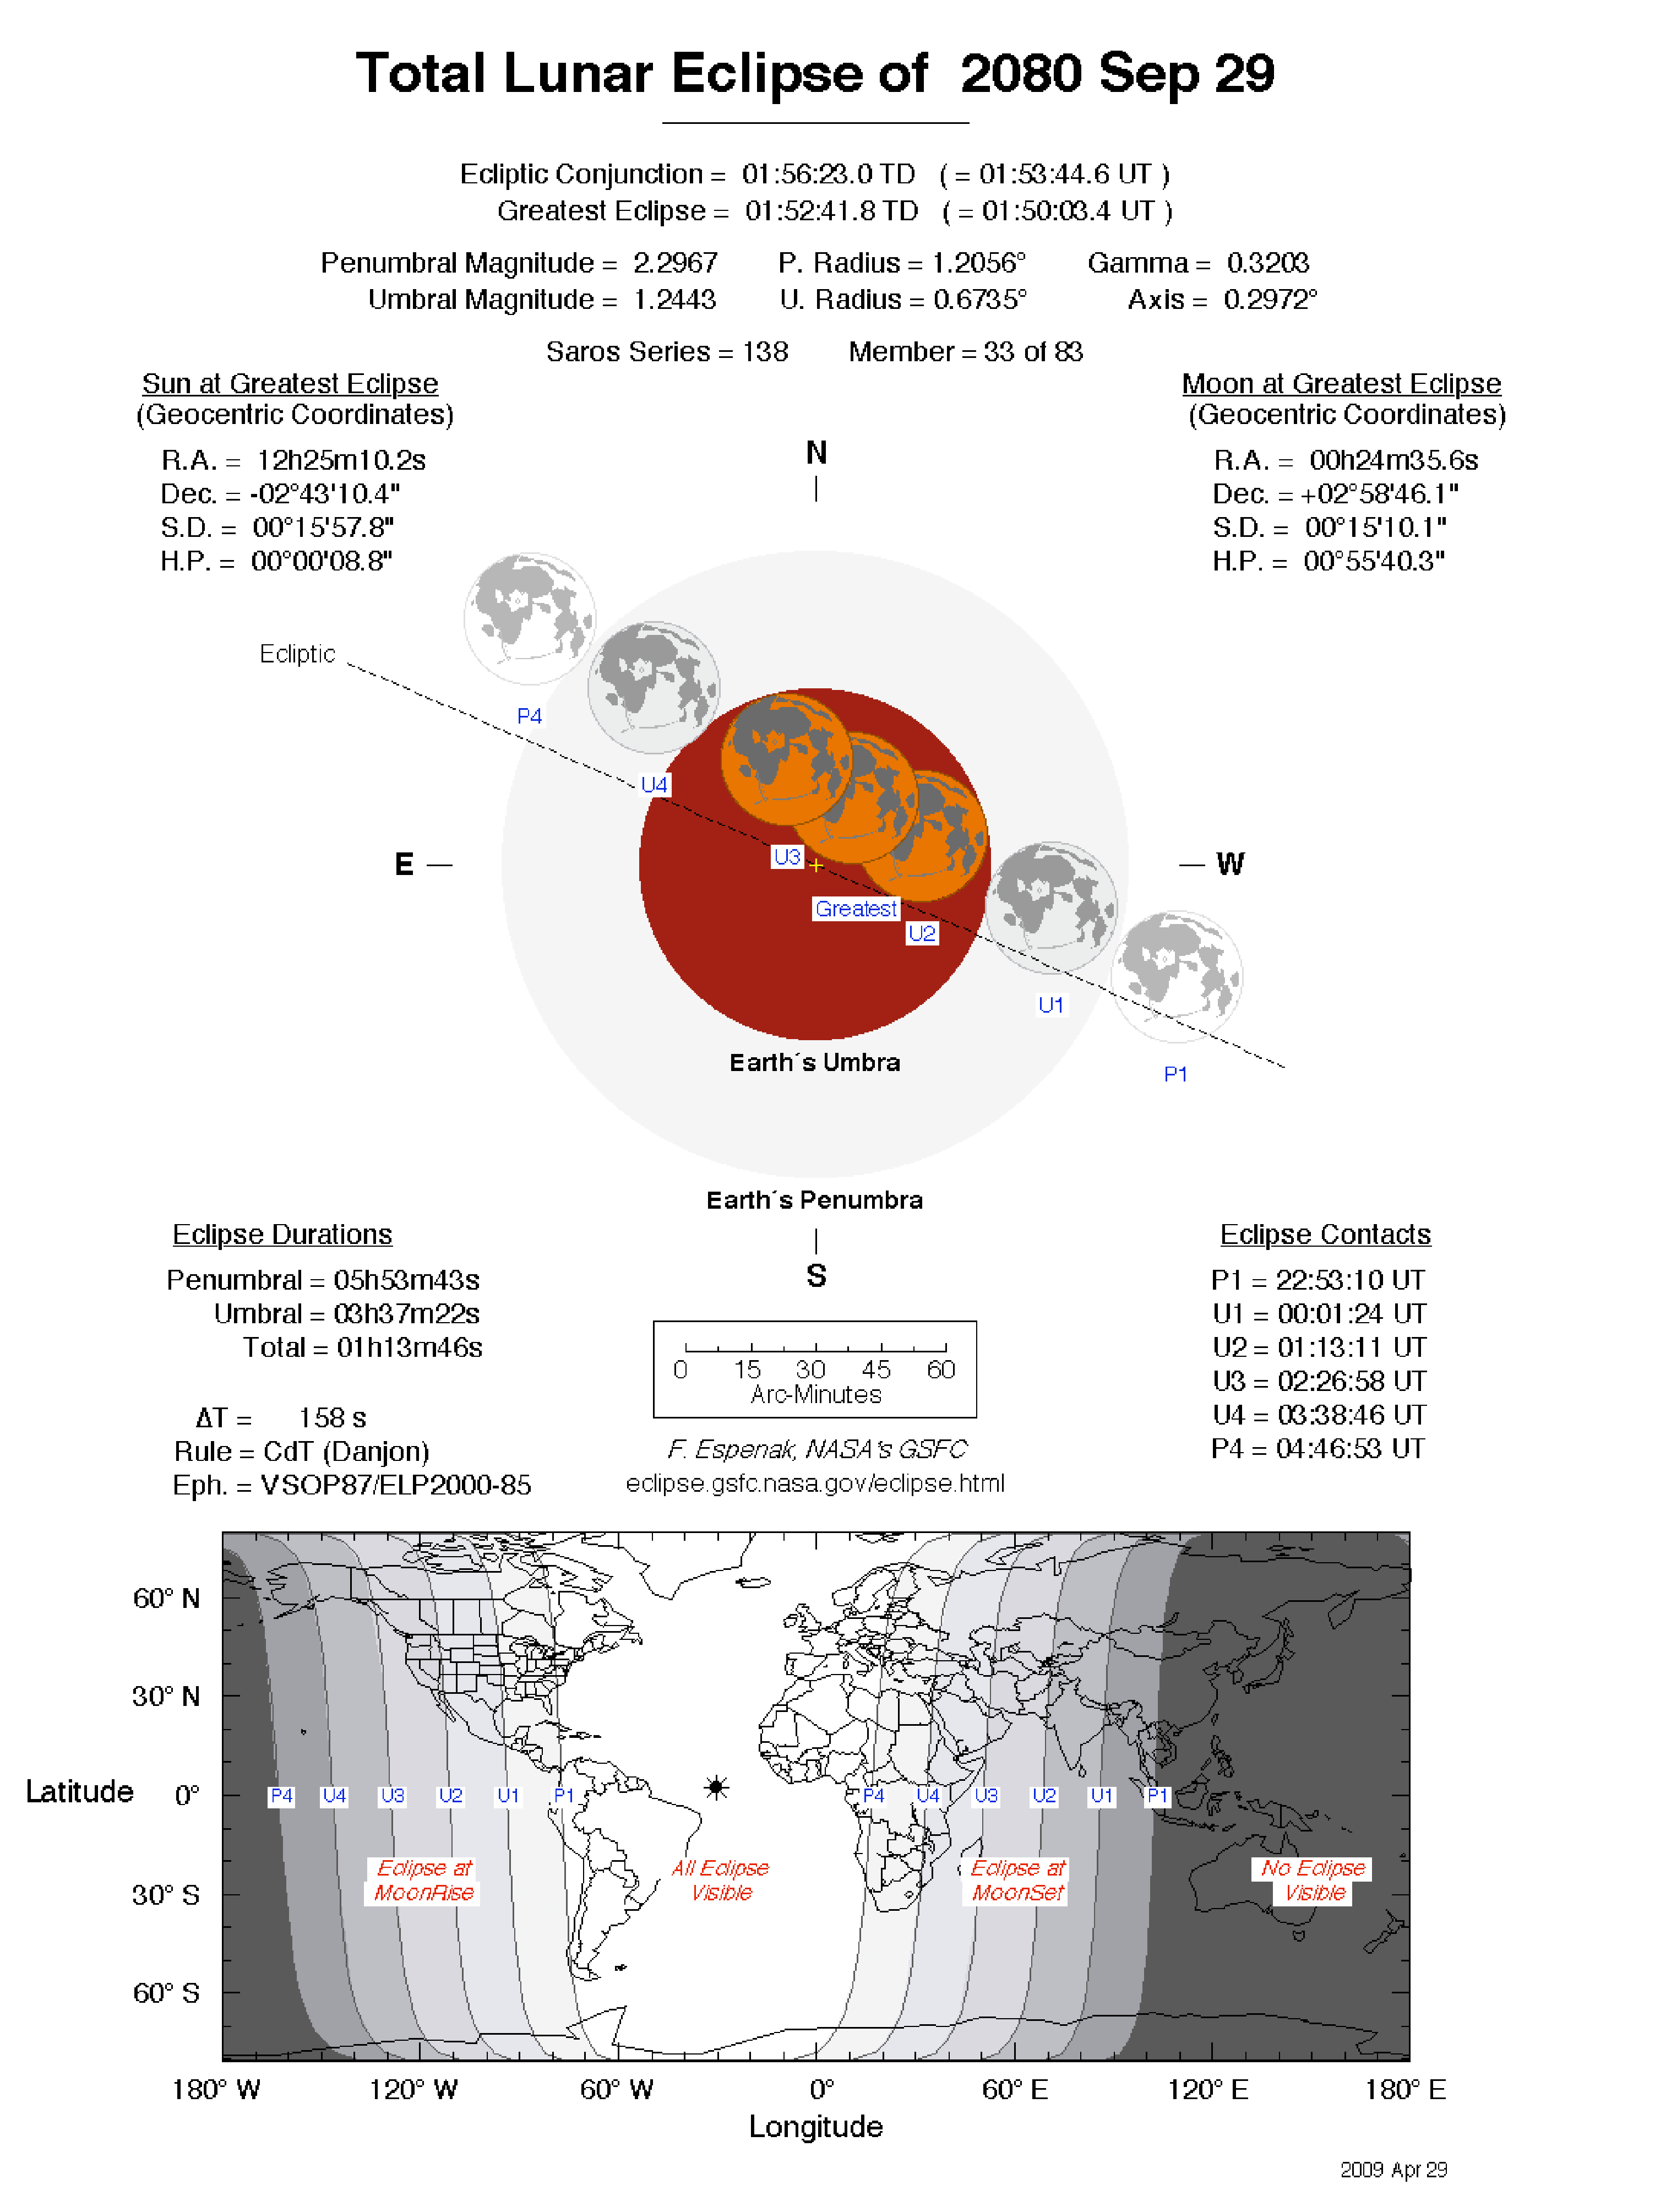 Total Lunar Eclipse of 2080 Sep 29
Ecliptic Conjunction = 01:56:23.0 TD ( = 01:53:44.6 UT )
Greatest Eclipse = 01:52:41.8 TD ( = 01:50:03.4 UT )
Penumbral Magnitude = 2.2967 P. Radius = 1.2056° Gamma = 0.3203
Umbral Magnitude = 1.2443 U. Radius = 0.6735° Axis = 0.2972°
Saros Series = 138 Member = 33 of 83
Sun at Greatest Eclipse
(Geocentric Coordinates)
R.A. = 12h25m10.2s
Dec. = -02°43'10.4"
S.D. = 00°15'57.8"
H.P. = 00°00'08.8"
Moon at Greatest Eclipse
(Geocentric Coordinates)
R.A. = 00h24m35.6s
Dec. = +02°58'46.1"
S.D. = 00°15'10.1"
H.P. = 00°55'40.3"
N
Ecliptic
P4
U4
U3
E
W
Greatest
U2
U1
P1
Earth´s Umbra
Earth´s Penumbra
S
Eclipse Durations
Penumbral = 05h53m43s
Umbral = 03h37m22s
Total = 01h13m46s
ΔT = 158 s
Rule = CdT (Danjon)
Eph. = VSOP87/ELP2000-85
0 15 30 45 60
Arc-Minutes
F. Espenak, NASA's GSFC
eclipse.gsfc.nasa.gov/eclipse.html
Eclipse Contacts
P1 = 22:53:10 UT
U1 = 00:01:24 UT
U2 = 01:13:11 UT
U3 = 02:26:58 UT
U4 = 03:38:46 UT
P4 = 04:46:53 UT
60° N
30° N
Latitude 0°
30° S
60° S
P4 U4 U3 U2 U1 P1 P4 U4 U3 U2 U1 P1
Eclipse at
MoonRise
All Eclipse
Visible
Eclipse at
MoonSet
No Eclipse
Visible
180° W 120° W 60° W 0° 60° E 120° E 180° E
Longitude
2009 Apr 29